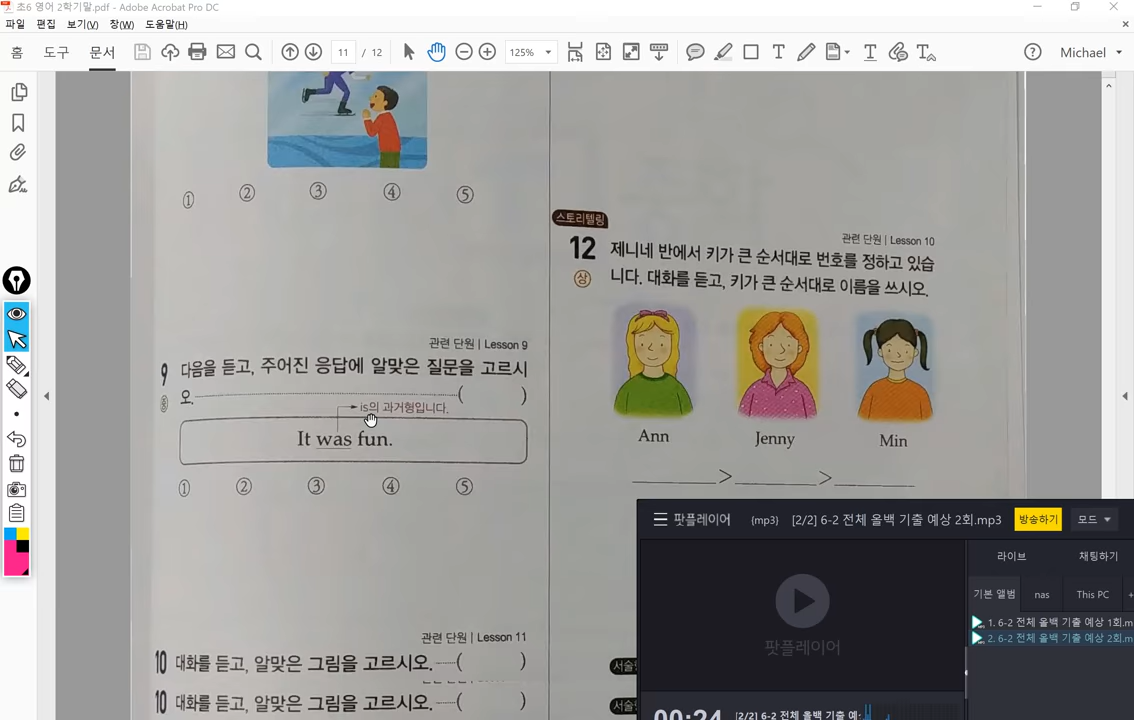 초6 영어 2학기말.pdf - Adobe Acrobat Pro DC
파일 편집 보기(V) 창(W) 도움말(H)
홈 도구 문서 11 / 12 125% Michael
① ② ③ ④ ⑤
관련 단원 | Lesson 9
9 다음을 듣고, 주어진 응답에 알맞은 질문을 고르시
오. ( )
is의 과거형입니다.
It was fun.
① ② ③ ④ ⑤
관련 단원 | Lesson 11
10 대화를 듣고, 알맞은 그림을 고르시오. ( )
10 대화를 듣고, 알맞은 그림을 고르시오. ( )
스토리텔링
관련 단원 | Lesson 10
12 제니네 반에서 키가 큰 순서대로 번호를 정하고 있습
상 니다. 대화를 듣고, 키가 큰 순서대로 이름을 쓰시오.
Ann Jenny Min
> >
서술
서술
팟플레이어 (mp3) [2/2] 6-2 전체 올백 기출 예상 2회.mp3 방송하기 모드
라이브 채팅하기
기본 앨범 nas This PC +
1. 6-2 전체 올백 기출 예상 1회.m
2. 6-2 전체 올백 기출 예상 2회.m
팟플레이어
00:24 [2/2] 6-2 전체 올백 기출 예: